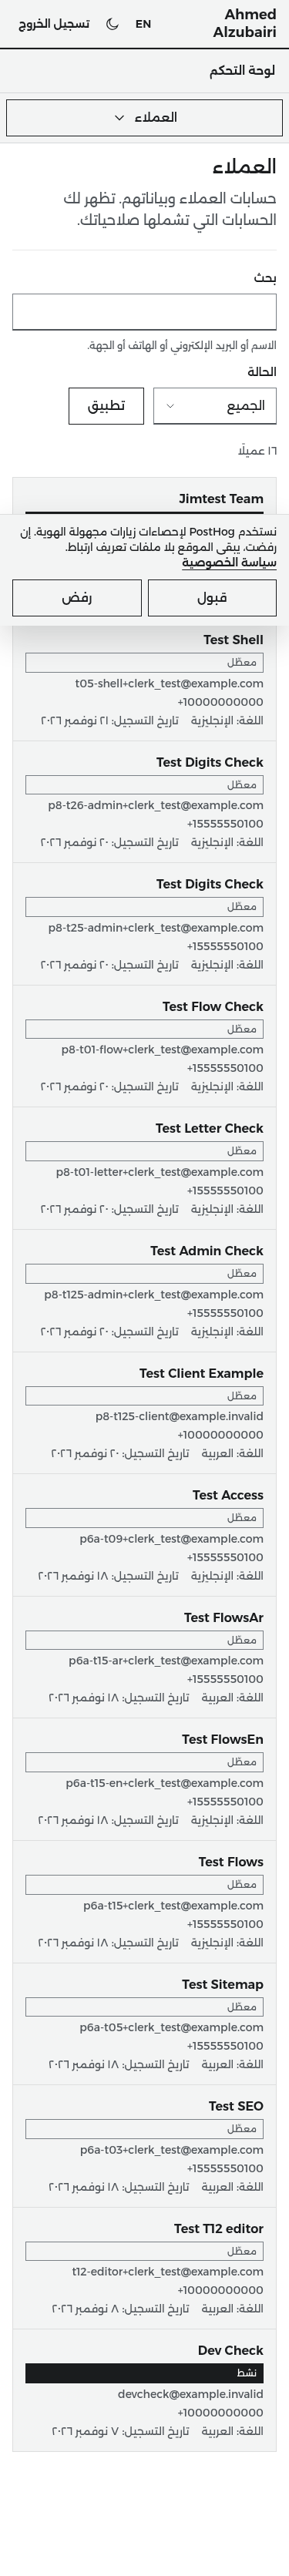 Ahmed Alzubairi
EN
تسجيل الخروج
لوحة التحكم
العملاء
العملاء
حسابات العملاء وبياناتهم. تظهر لك
الحسابات التي تشملها صلاحياتك.
بحث
الاسم أو البريد الإلكتروني أو الهاتف أو الجهة.
الحالة
الجميع
تطبيق
١٦ عميلًا
Jimtest Team
نستخدم PostHog لإحصاءات زيارات مجهولة الهوية. إن
رفضت، يبقى الموقع بلا ملفات تعريف ارتباط.
سياسة الخصوصية
قبول
رفض
Test Shell
معطّل
t05-shell+clerk_test@example.com
+10000000000
اللغة: الإنجليزية تاريخ التسجيل: ٢١ نوفمبر ٢٠٢٦
Test Digits Check
معطّل
p8-t26-admin+clerk_test@example.com
+15555550100
اللغة: الإنجليزية تاريخ التسجيل: ٢٠ نوفمبر ٢٠٢٦
Test Digits Check
معطّل
p8-t25-admin+clerk_test@example.com
+15555550100
اللغة: الإنجليزية تاريخ التسجيل: ٢٠ نوفمبر ٢٠٢٦
Test Flow Check
معطّل
p8-t01-flow+clerk_test@example.com
+15555550100
اللغة: الإنجليزية تاريخ التسجيل: ٢٠ نوفمبر ٢٠٢٦
Test Letter Check
معطّل
p8-t01-letter+clerk_test@example.com
+15555550100
اللغة: الإنجليزية تاريخ التسجيل: ٢٠ نوفمبر ٢٠٢٦
Test Admin Check
معطّل
p8-t125-admin+clerk_test@example.com
+15555550100
اللغة: الإنجليزية تاريخ التسجيل: ٢٠ نوفمبر ٢٠٢٦
Test Client Example
معطّل
p8-t125-client@example.invalid
+10000000000
اللغة: العربية تاريخ التسجيل: ٢٠ نوفمبر ٢٠٢٦
Test Access
معطّل
p6a-t09+clerk_test@example.com
+15555550100
اللغة: الإنجليزية تاريخ التسجيل: ١٨ نوفمبر ٢٠٢٦
Test FlowsAr
معطّل
p6a-t15-ar+clerk_test@example.com
+15555550100
اللغة: العربية تاريخ التسجيل: ١٨ نوفمبر ٢٠٢٦
Test FlowsEn
معطّل
p6a-t15-en+clerk_test@example.com
+15555550100
اللغة: الإنجليزية تاريخ التسجيل: ١٨ نوفمبر ٢٠٢٦
Test Flows
معطّل
p6a-t15+clerk_test@example.com
+15555550100
اللغة: الإنجليزية تاريخ التسجيل: ١٨ نوفمبر ٢٠٢٦
Test Sitemap
معطّل
p6a-t05+clerk_test@example.com
+15555550100
اللغة: العربية تاريخ التسجيل: ١٨ نوفمبر ٢٠٢٦
Test SEO
معطّل
p6a-t03+clerk_test@example.com
+15555550100
اللغة: العربية تاريخ التسجيل: ١٨ نوفمبر ٢٠٢٦
Test T12 editor
معطّل
t12-editor+clerk_test@example.com
+10000000000
اللغة: العربية تاريخ التسجيل: ٨ نوفمبر ٢٠٢٦
Dev Check
نشط
devcheck@example.invalid
+10000000000
اللغة: العربية تاريخ التسجيل: ٧ نوفمبر ٢٠٢٦